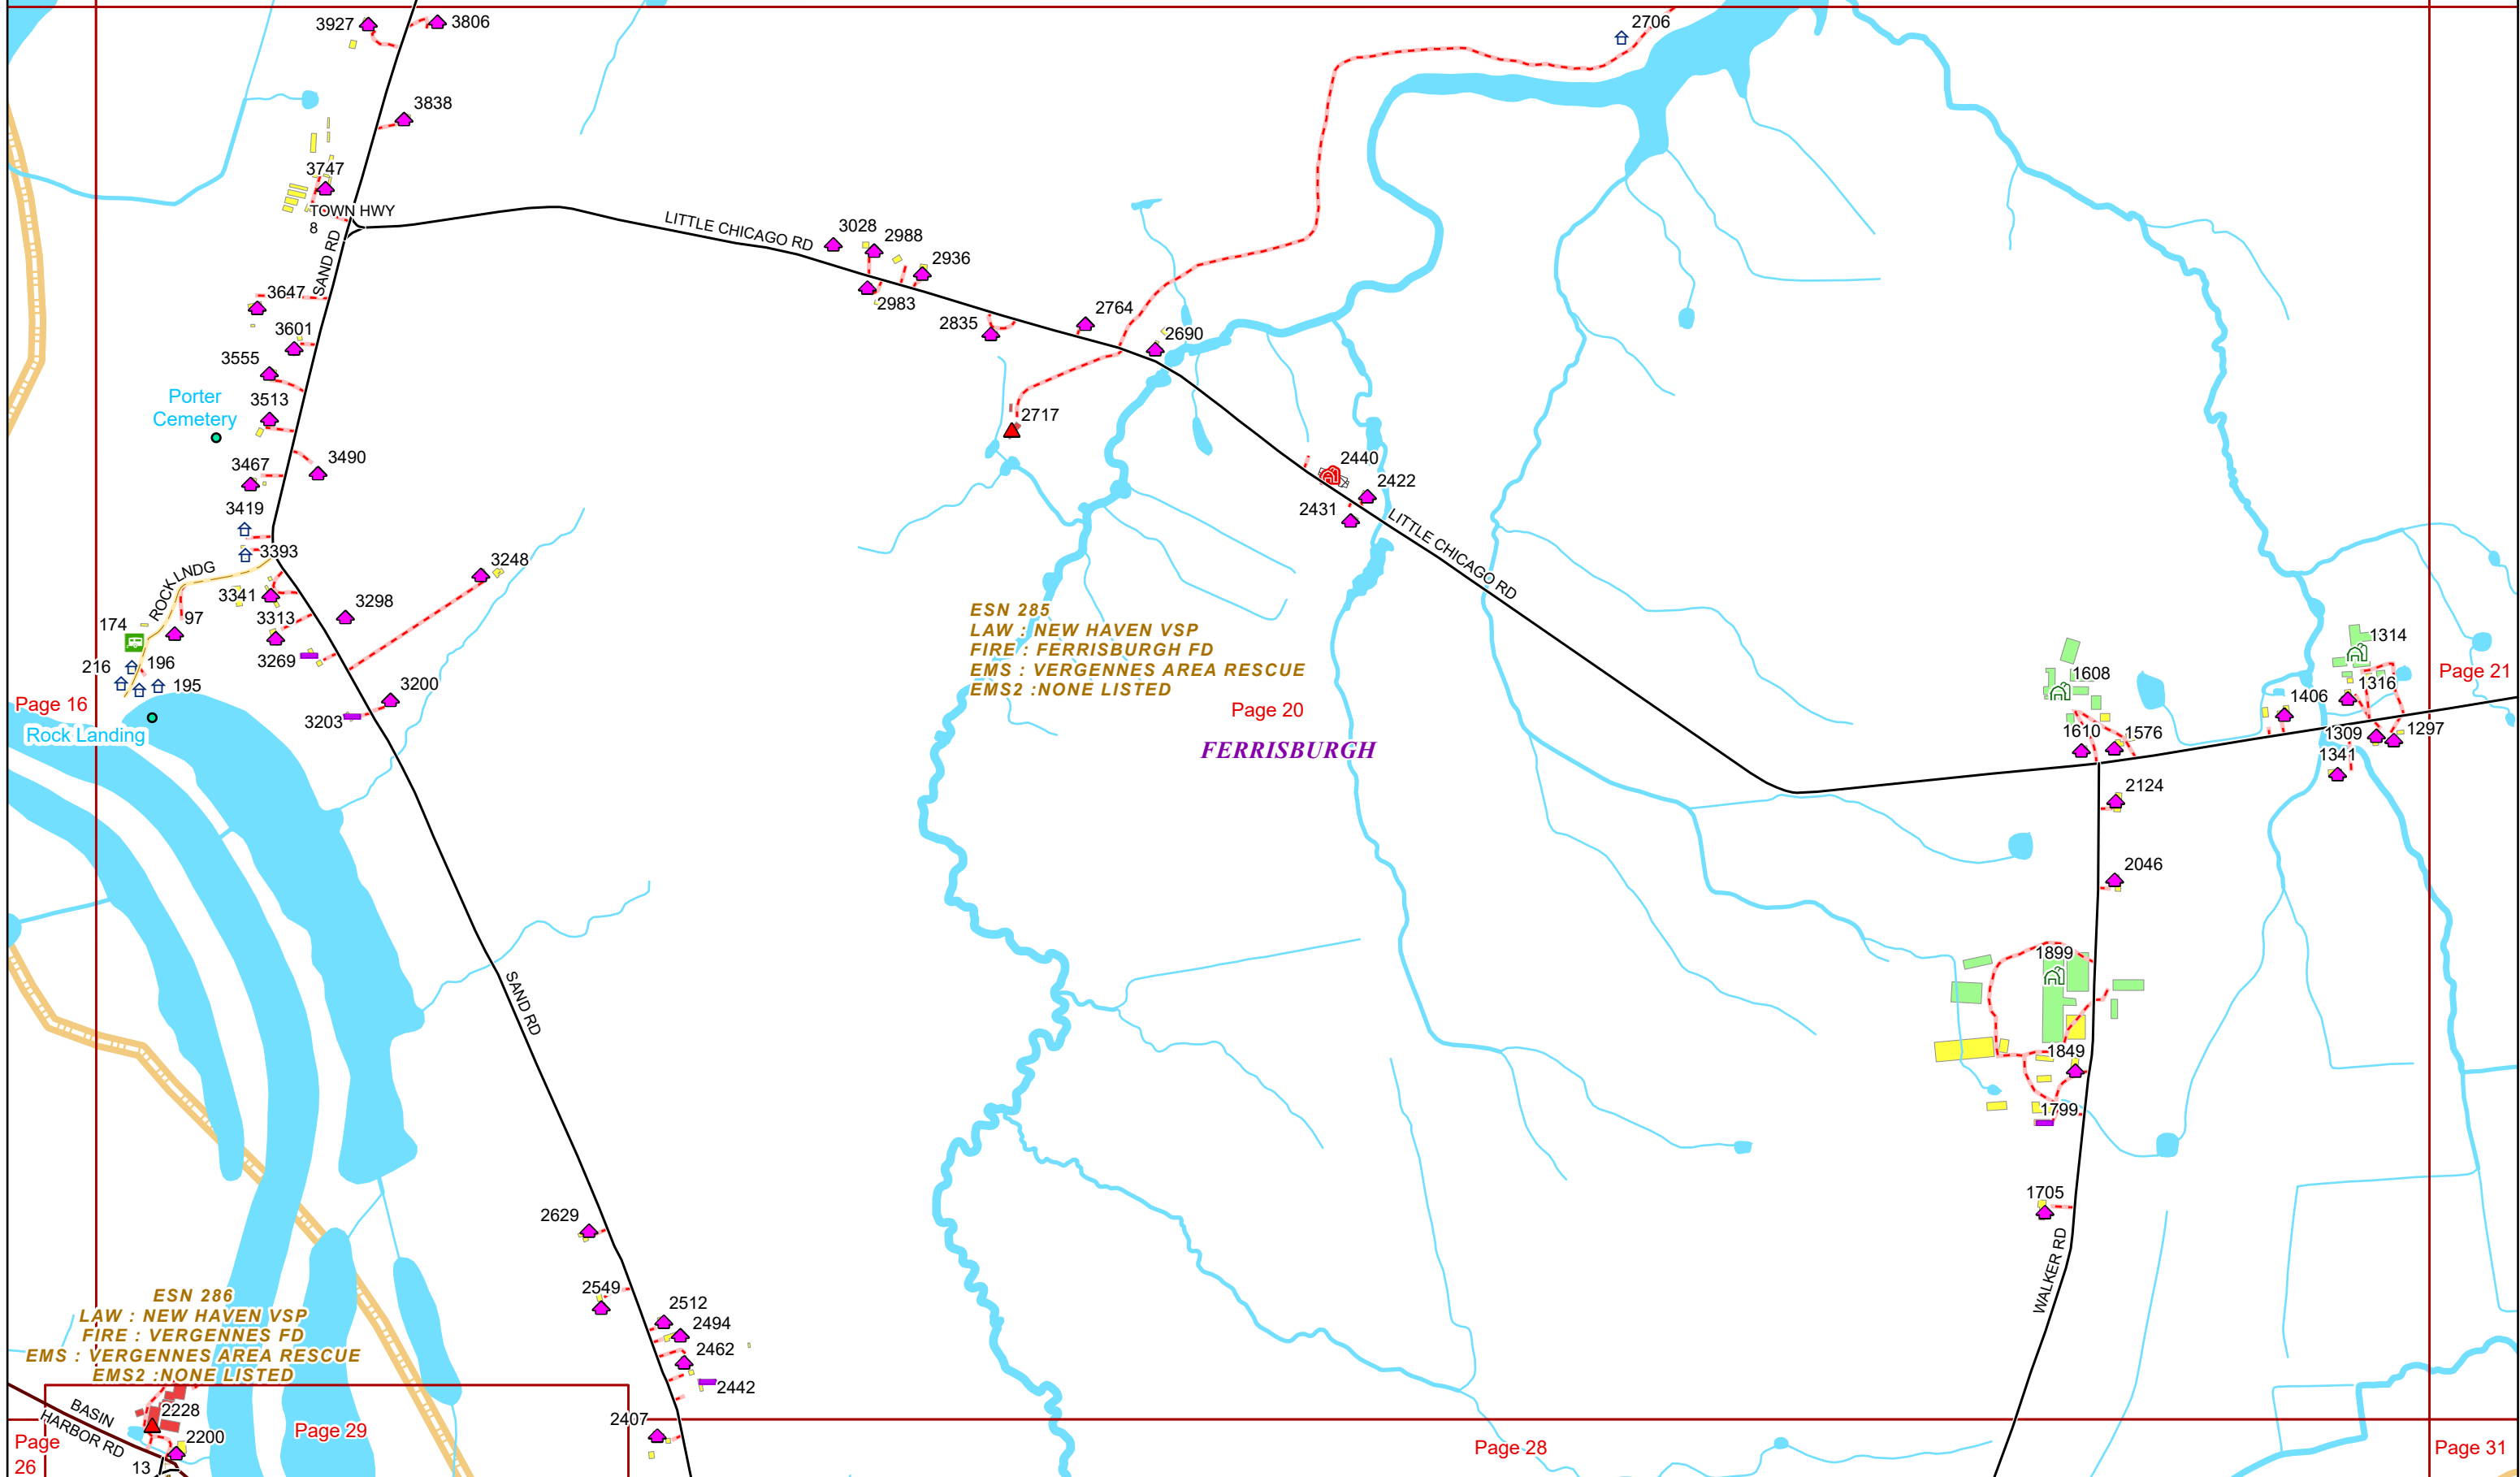 3927
3806
2706
3838
3747
TOWN HWY
8
SAND RD
LITTLE CHICAGO RD
3028
2988
2936
2983
2835
2764
2690
3647
3601
3555
Porter
Cemetery
3513
3467
3490
3419
3393
2717
2440
2422
2431
LITTLE CHICAGO RD
ROCK LNDG
3248
3341
3298
3313
174
97
3269
216
196
195
3200
3203
Page 16
Rock Landing
ESN 285
LAW : NEW HAVEN VSP
FIRE : FERRISBURGH FD
EMS : VERGENNES AREA RESCUE
EMS2 :NONE LISTED
Page 20
FERRISBURGH
1314
1608
1316
Page 21
1406
1610
1576
1309
1297
1341
2124
2046
1899
1849
1799
1705
WALKER RD
SAND RD
2629
2549
2512
2494
2462
2442
2407
ESN 286
LAW : NEW HAVEN VSP
FIRE : VERGENNES FD
EMS : VERGENNES AREA RESCUE
EMS2 :NONE LISTED
BASIN
HARBOR RD
2228
2200
13
Page
26
Page 29
Page 28
Page 31